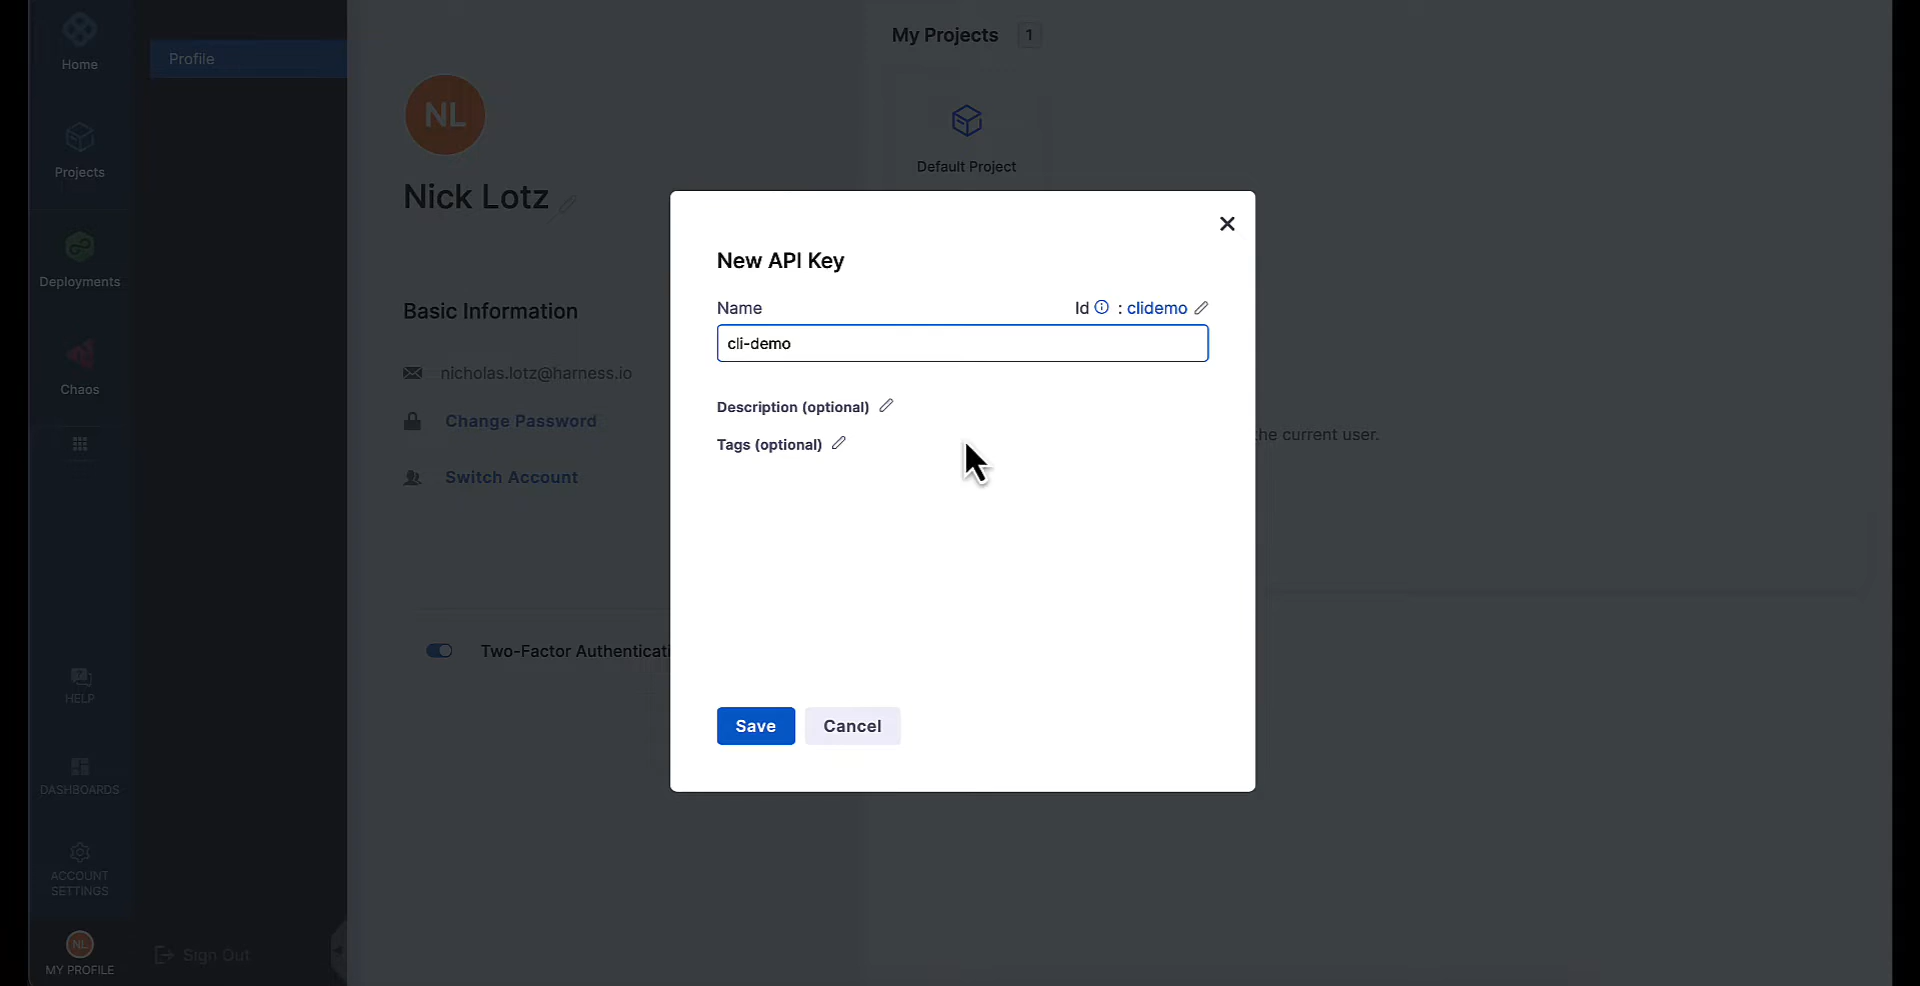 Home
Projects
Deployments
Chaos
HELP
DASHBOARDS
ACCOUNT
SETTINGS
NL
MY PROFILE
Profile
Sign Out
NL
Nick Lotz
Basic Information
nicholas.lotz@harness.io
Change Password
Switch Account
Two-Factor Authenticat
My Projects 1
Default Project
he current user.
New API Key
Name Id : clidemo
cli-demo
Description (optional)
Tags (optional)
Save Cancel